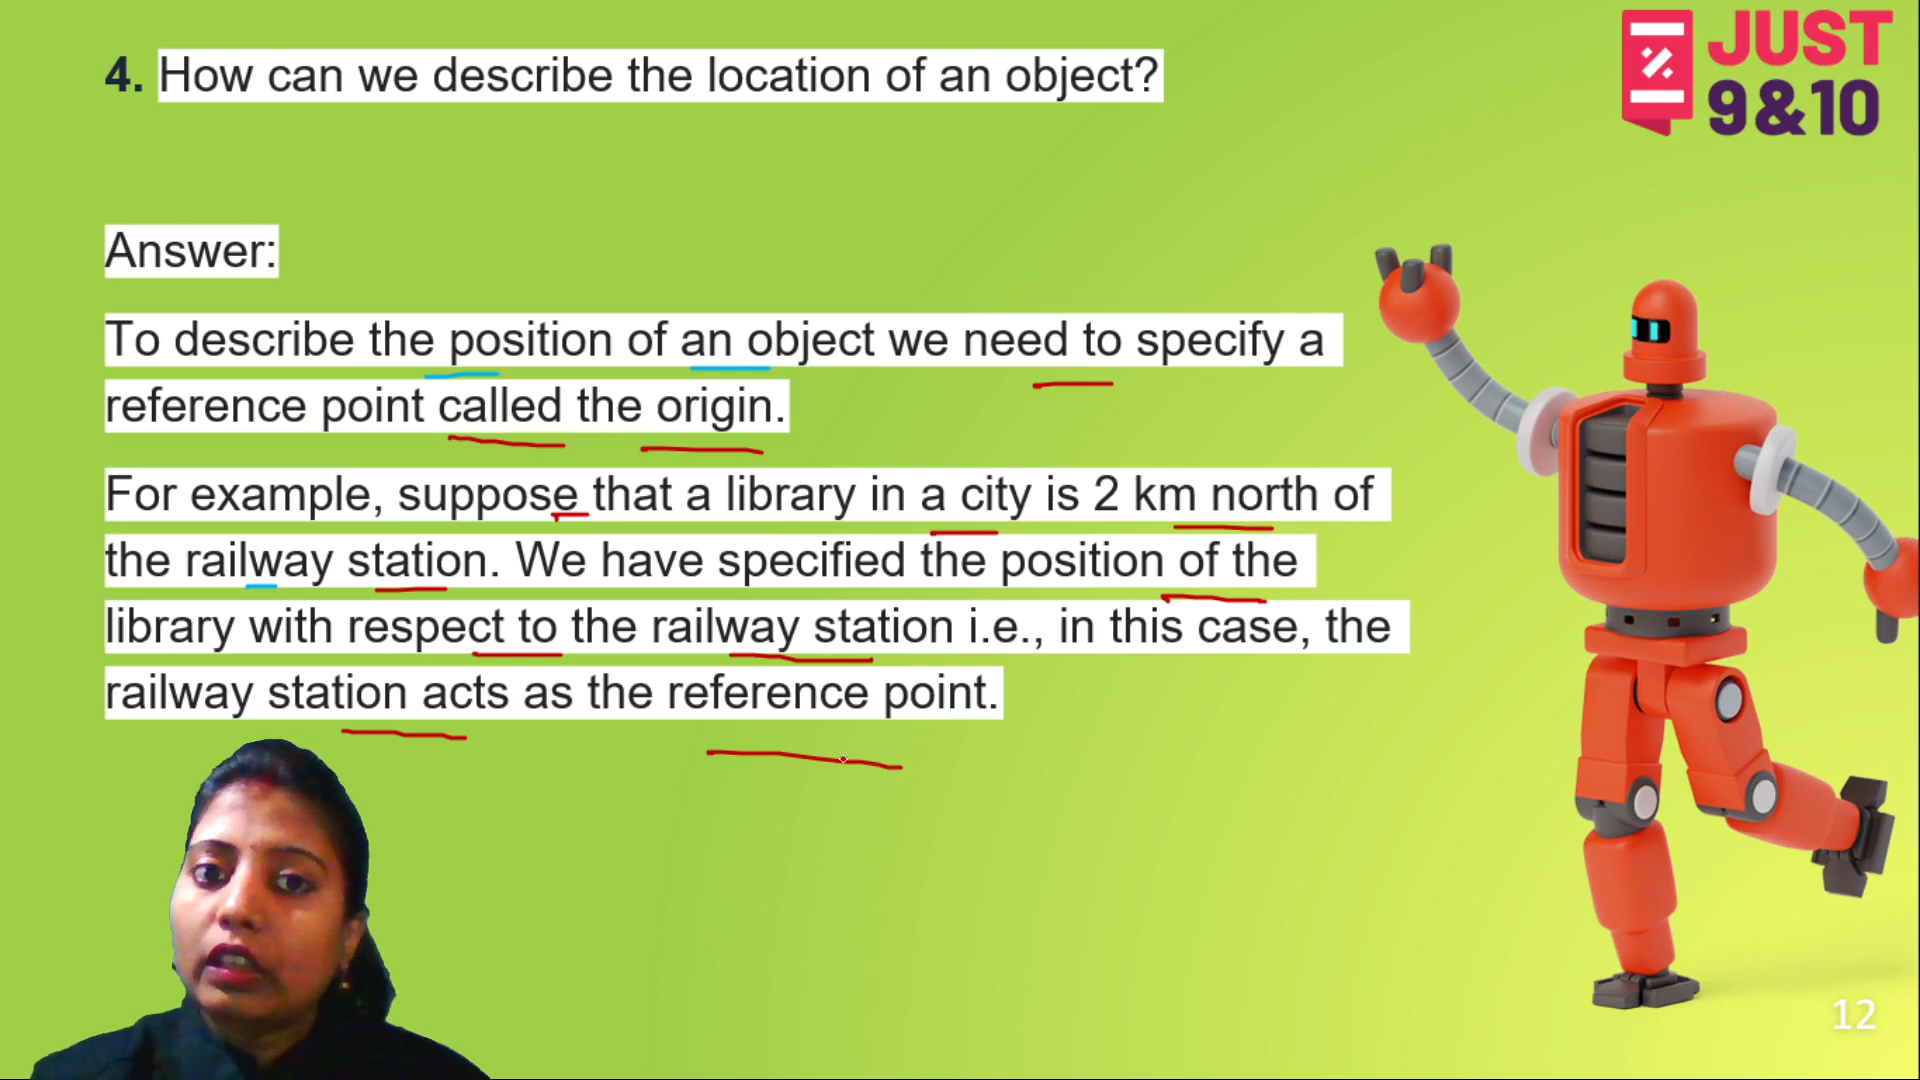 4. How can we describe the location of an object?
JUST
9&10
Answer:
To describe the position of an object we need to specify a
reference point called the origin.
For example, suppose that a library in a city is 2 km north of
the railway station. We have specified the position of the
library with respect to the railway station i.e., in this case, the
railway station acts as the reference point.
12